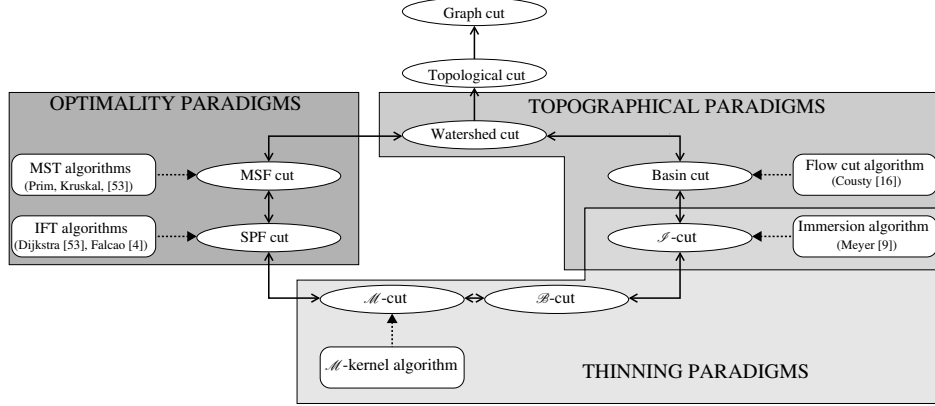 Graph cut
Topological cut
OPTIMALITY PARADIGMS
TOPOGRAPHICAL PARADIGMS
Watershed cut
MST algorithms
(Prim, Kruskal, [53])
MSF cut
Basin cut
Flow cut algorithm
(Cousty [16])
IFT algorithms
(Dijkstra [53], Falcao [4])
SPF cut
ℐ-cut
Immersion algorithm
(Meyer [9])
ℳ-cut
ℬ-cut
ℳ-kernel algorithm
THINNING PARADIGMS